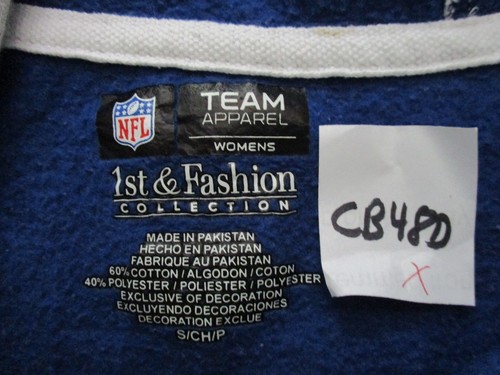 NFL
TEAM
APPAREL
WOMENS
1st & Fashion
COLLECTION
MADE IN PAKISTAN
HECHO EN PAKISTAN
FABRIQUE AU PAKISTAN
60% COTTON / ALGODON / COTON
40% POLYESTER / POLIESTER / POLYESTER
EXCLUSIVE OF DECORATION
EXCLUYENDO DECORACIONES
DECORATION EXCLUE
S/CH/P
CB48D
X